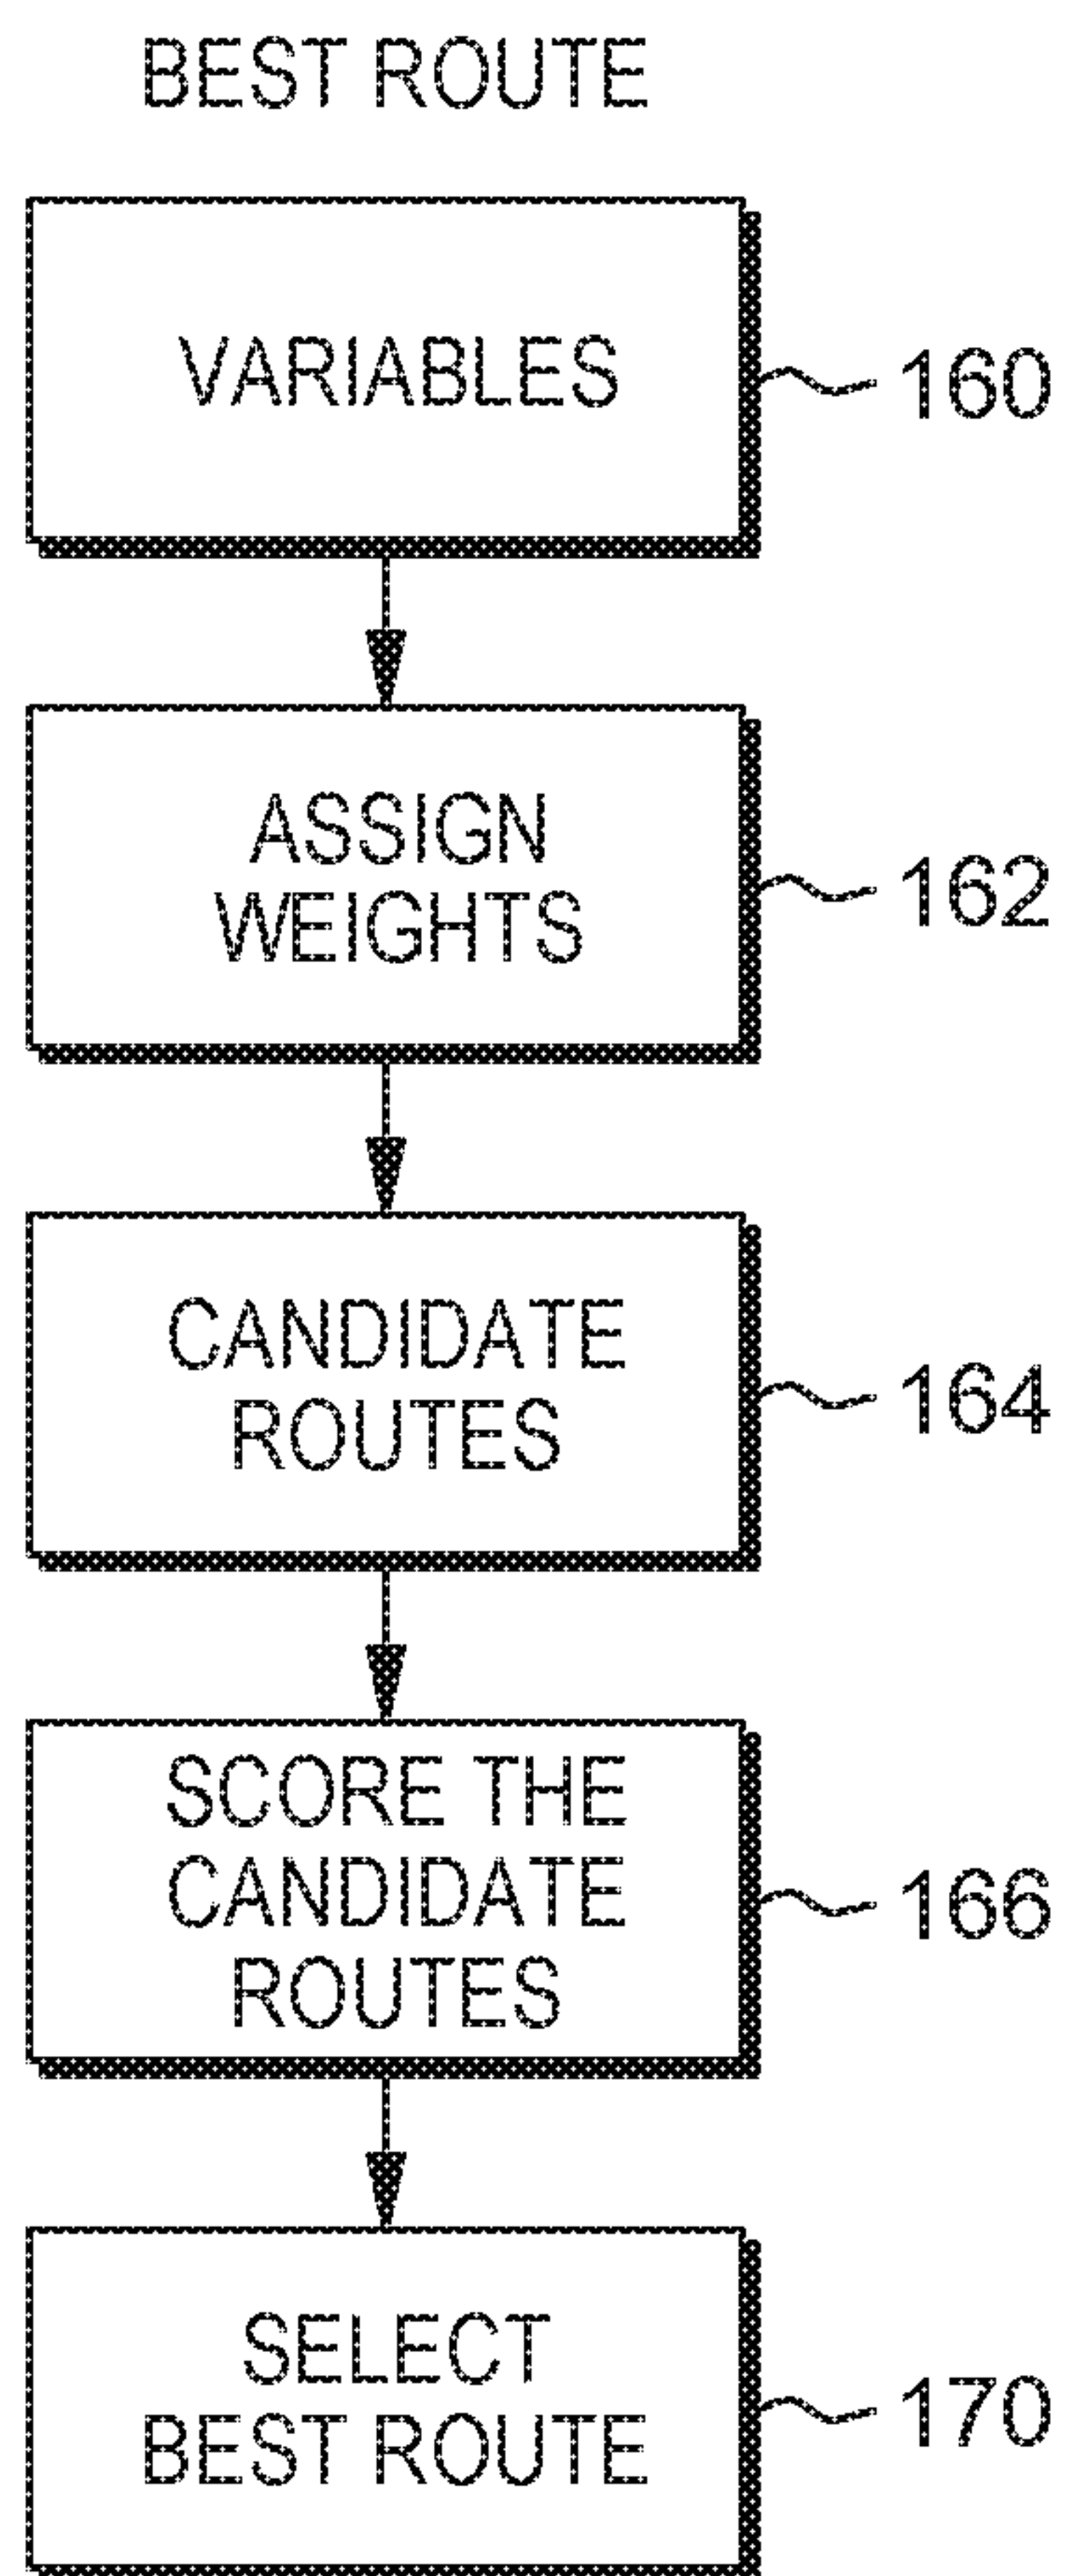 BEST ROUTE
VARIABLES
160
ASSIGN
WEIGHTS
162
CANDIDATE
ROUTES
164
SCORE THE
CANDIDATE
ROUTES
166
SELECT
BEST ROUTE
170